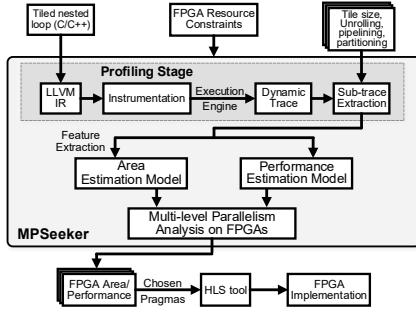 Tiled nested
loop (C/C++)
FPGA Resource
Constraints
Tile size,
Unrolling,
pipelining,
partitioning
Profiling Stage
LLVM
IR
Instrumentation
Execution
Engine
Dynamic
Trace
Sub-trace
Extraction
Feature
Extraction
Area
Estimation Model
Performance
Estimation Model
Multi-level Parallelism
Analysis on FPGAs
MPSeeker
FPGA Area/
Performance
Chosen
Pragmas
HLS tool
FPGA
Implementation